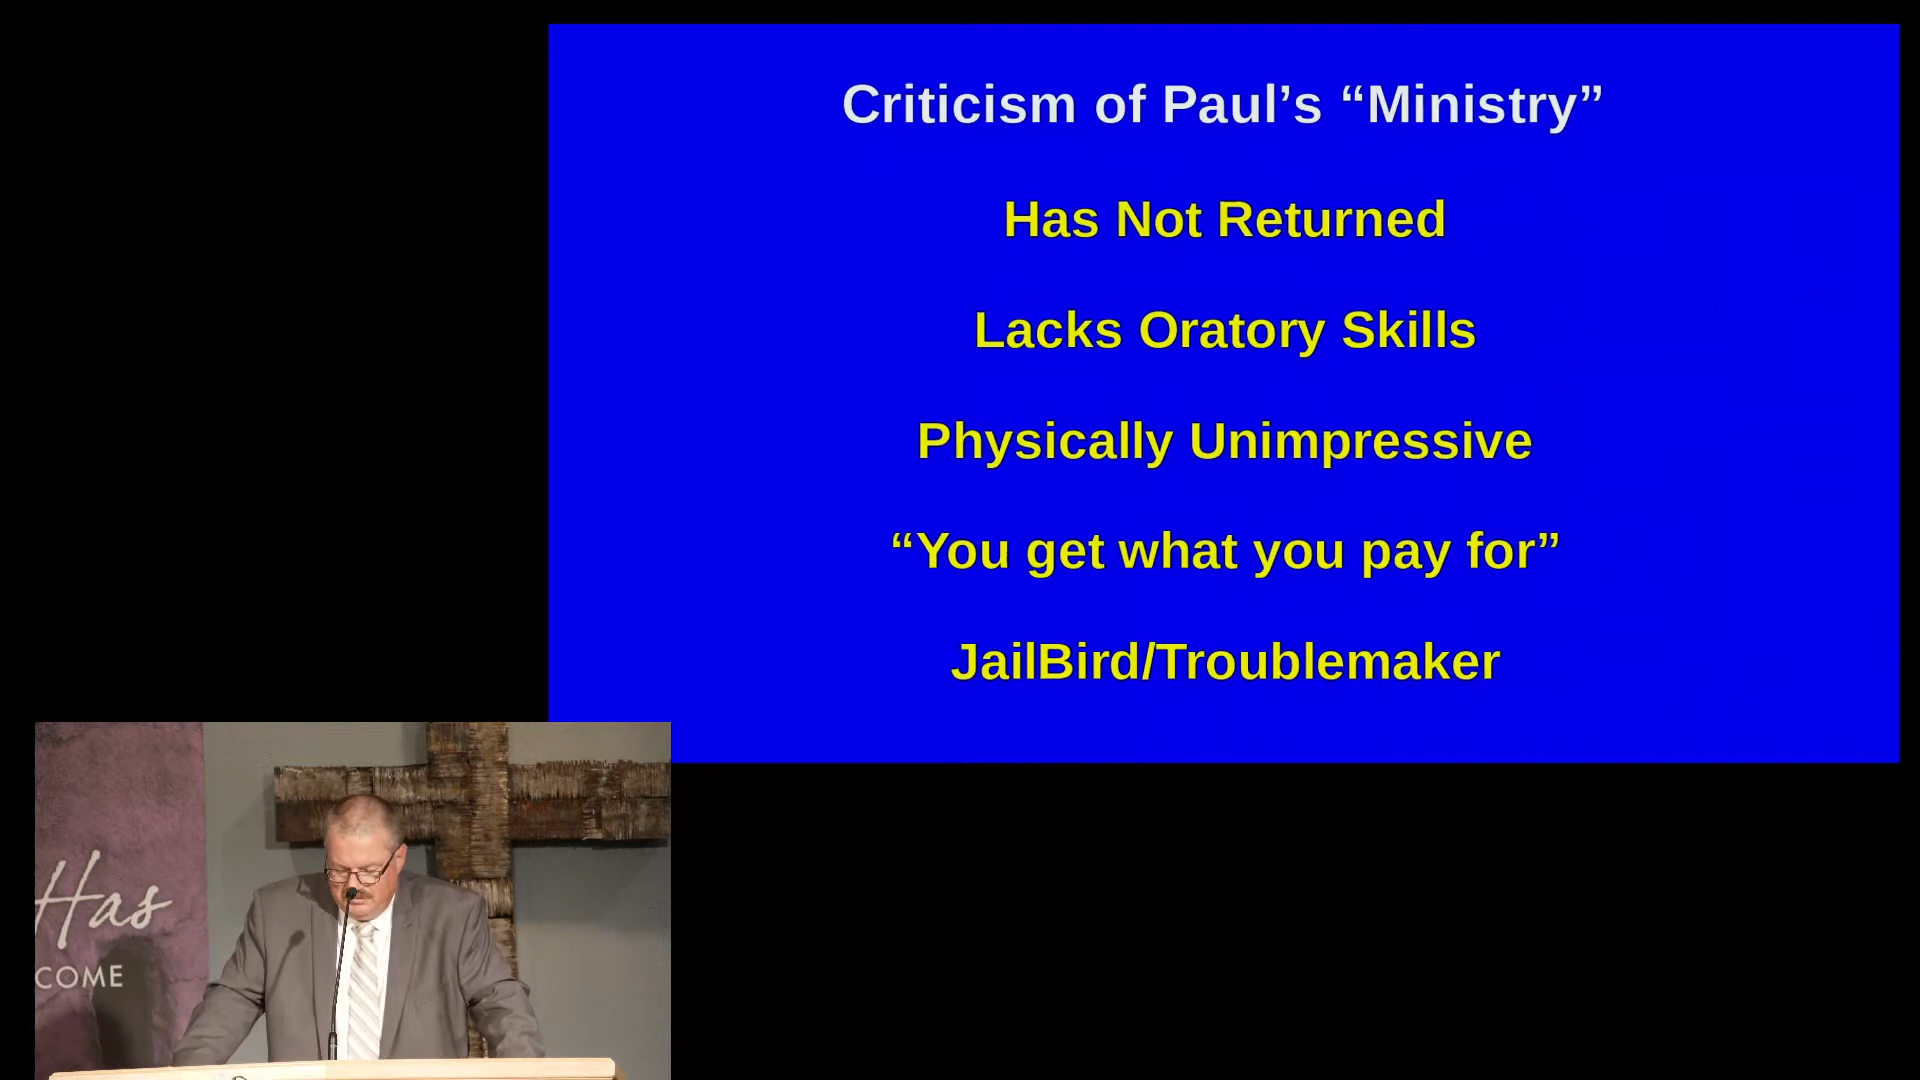 Criticism of Paul’s “Ministry”
Has Not Returned
Lacks Oratory Skills
Physically Unimpressive
“You get what you pay for”
JailBird/Troublemaker
Has
COME